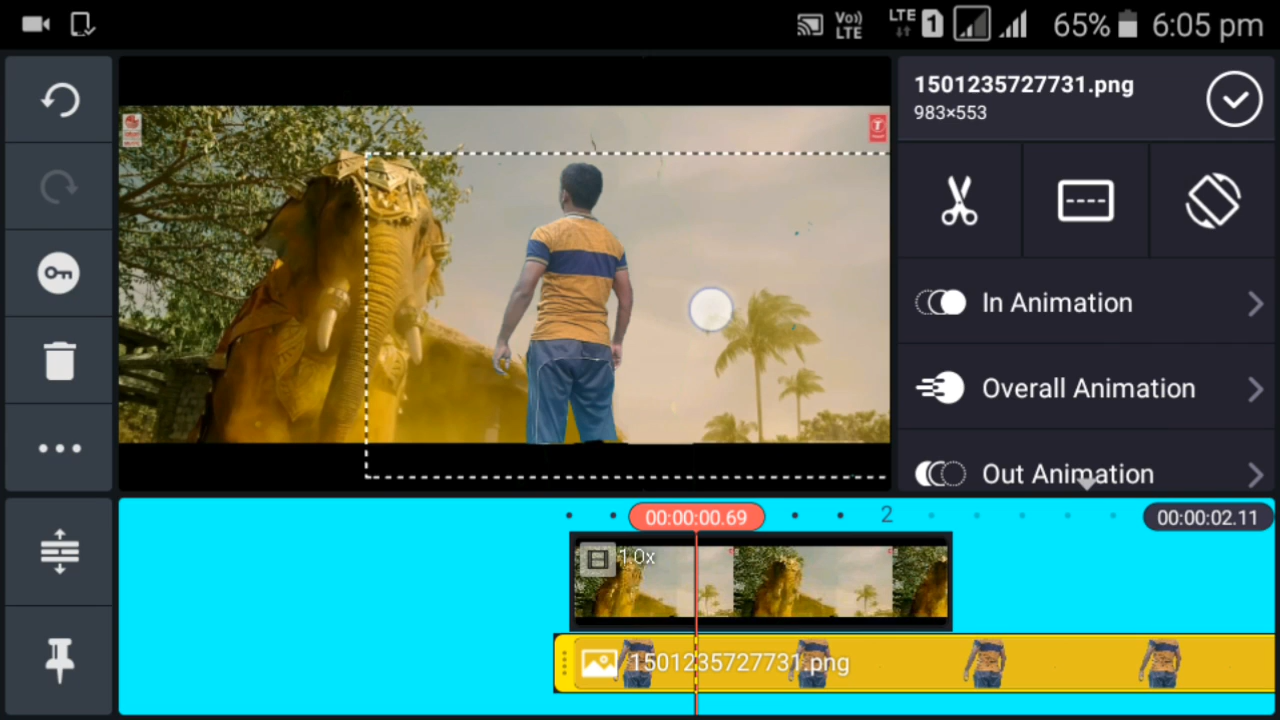 Vo))
LTE
LTE
1
65%
6:05 pm
1501235727731.png
983×553
In Animation
Overall Animation
Out Animation
00:00:00.69
2
00:00:02.11
1.0x
1501235727731.png